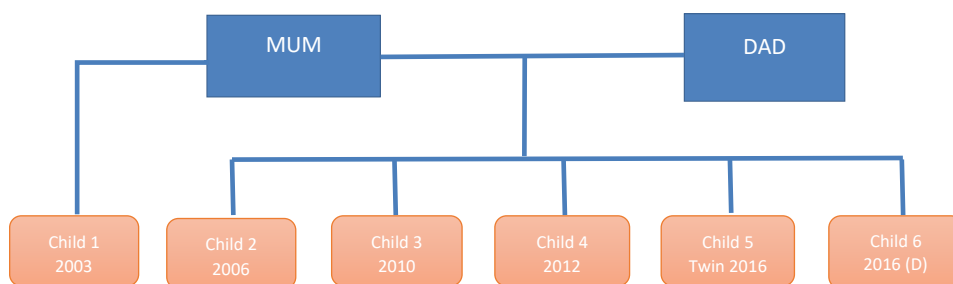 MUM
DAD
Child 1
2003
Child 2
2006
Child 3
2010
Child 4
2012
Child 5
Twin 2016
Child 6
2016 (D)